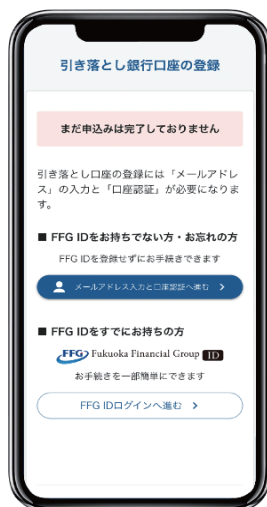 引き落とし銀行口座の登録
まだ申込みは完了しておりません
引き落とし口座の登録には「メールアドレ
ス」の入力と「口座認証」が必要になりま
す。
■ FFG IDをお持ちでない方・お忘れの方
FFG IDを登録せずにお手続きできます
メールアドレス入力と口座認証へ進む
■ FFG IDをすでにお持ちの方
FFG Fukuoka Financial Group ID
お手続きを一部簡単にできます
FFG IDログインへ進む